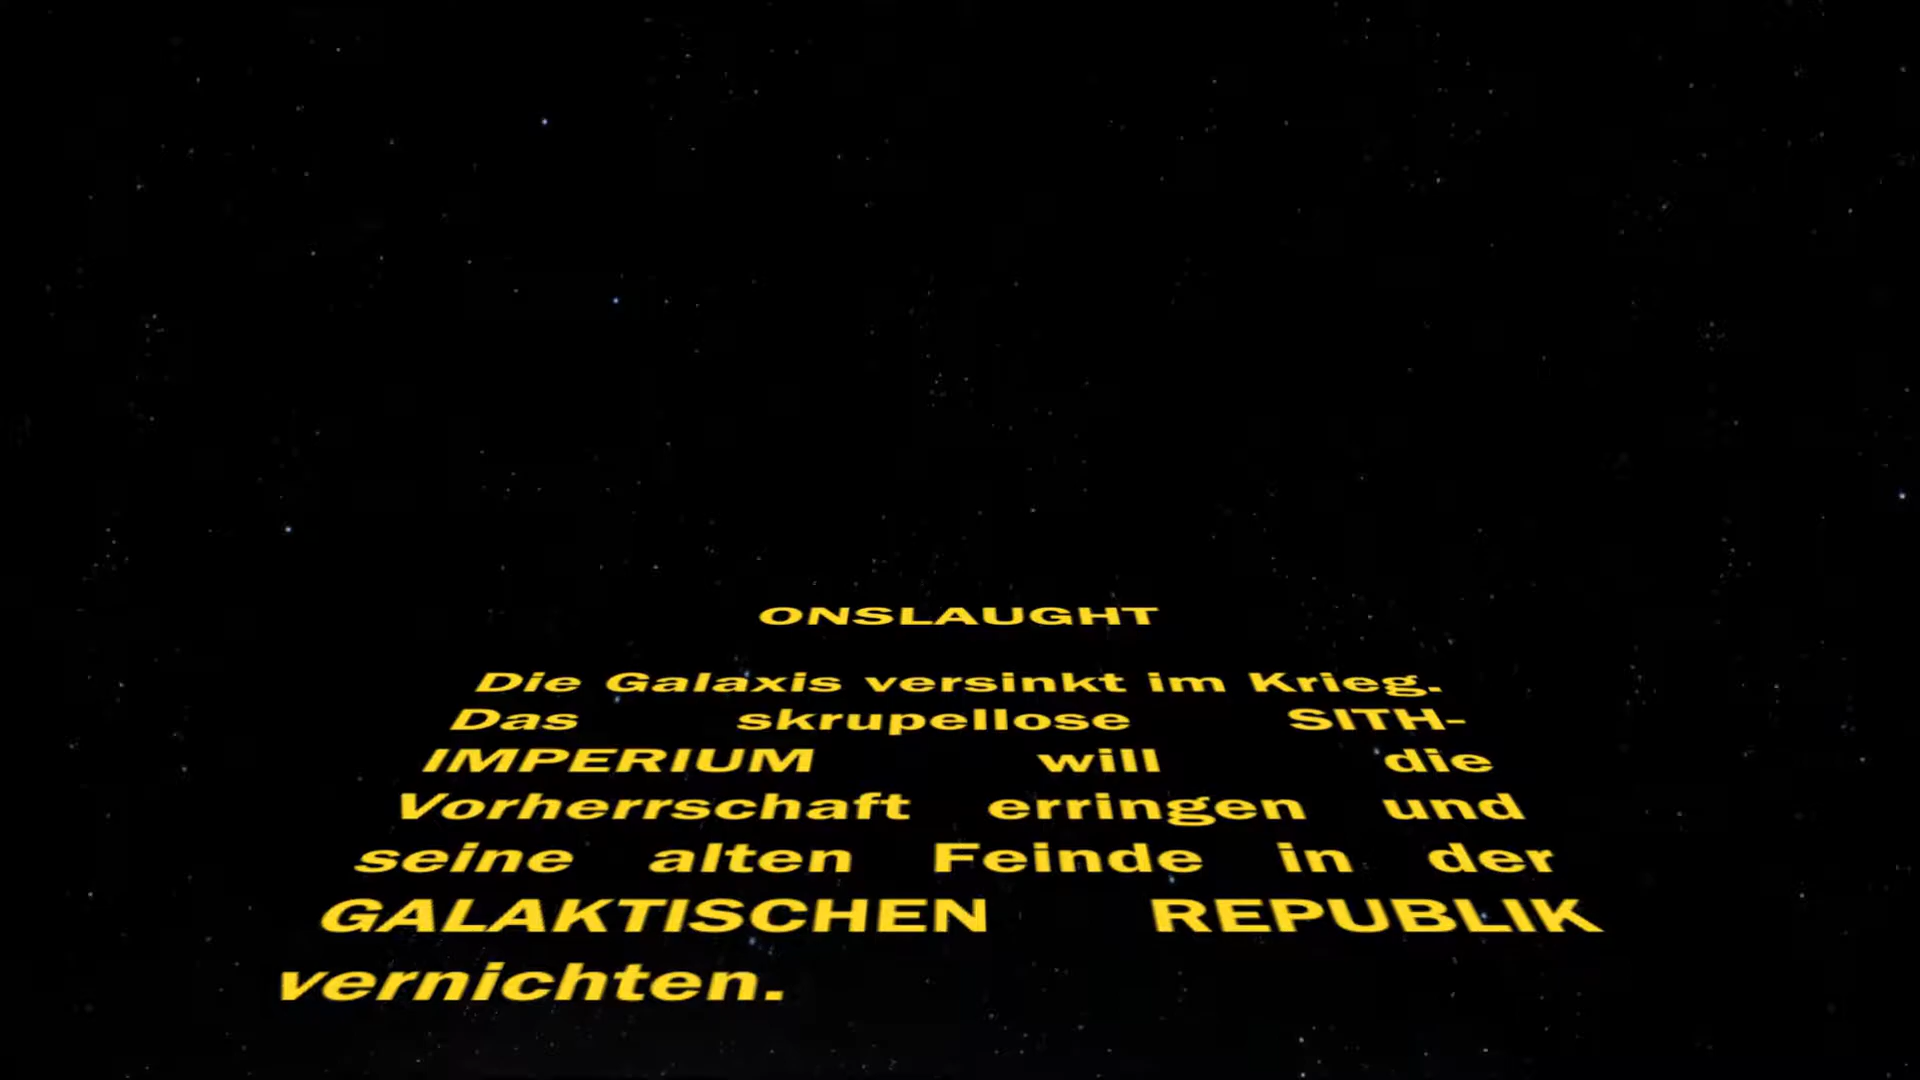 ONSLAUGHT
Die Galaxis versinkt im Krieg.
Das skrupellose SITH-
IMPERIUM will die
Vorherrschaft erringen und
seine alten Feinde in der
GALAKTISCHEN REPUBLIK
vernichten.